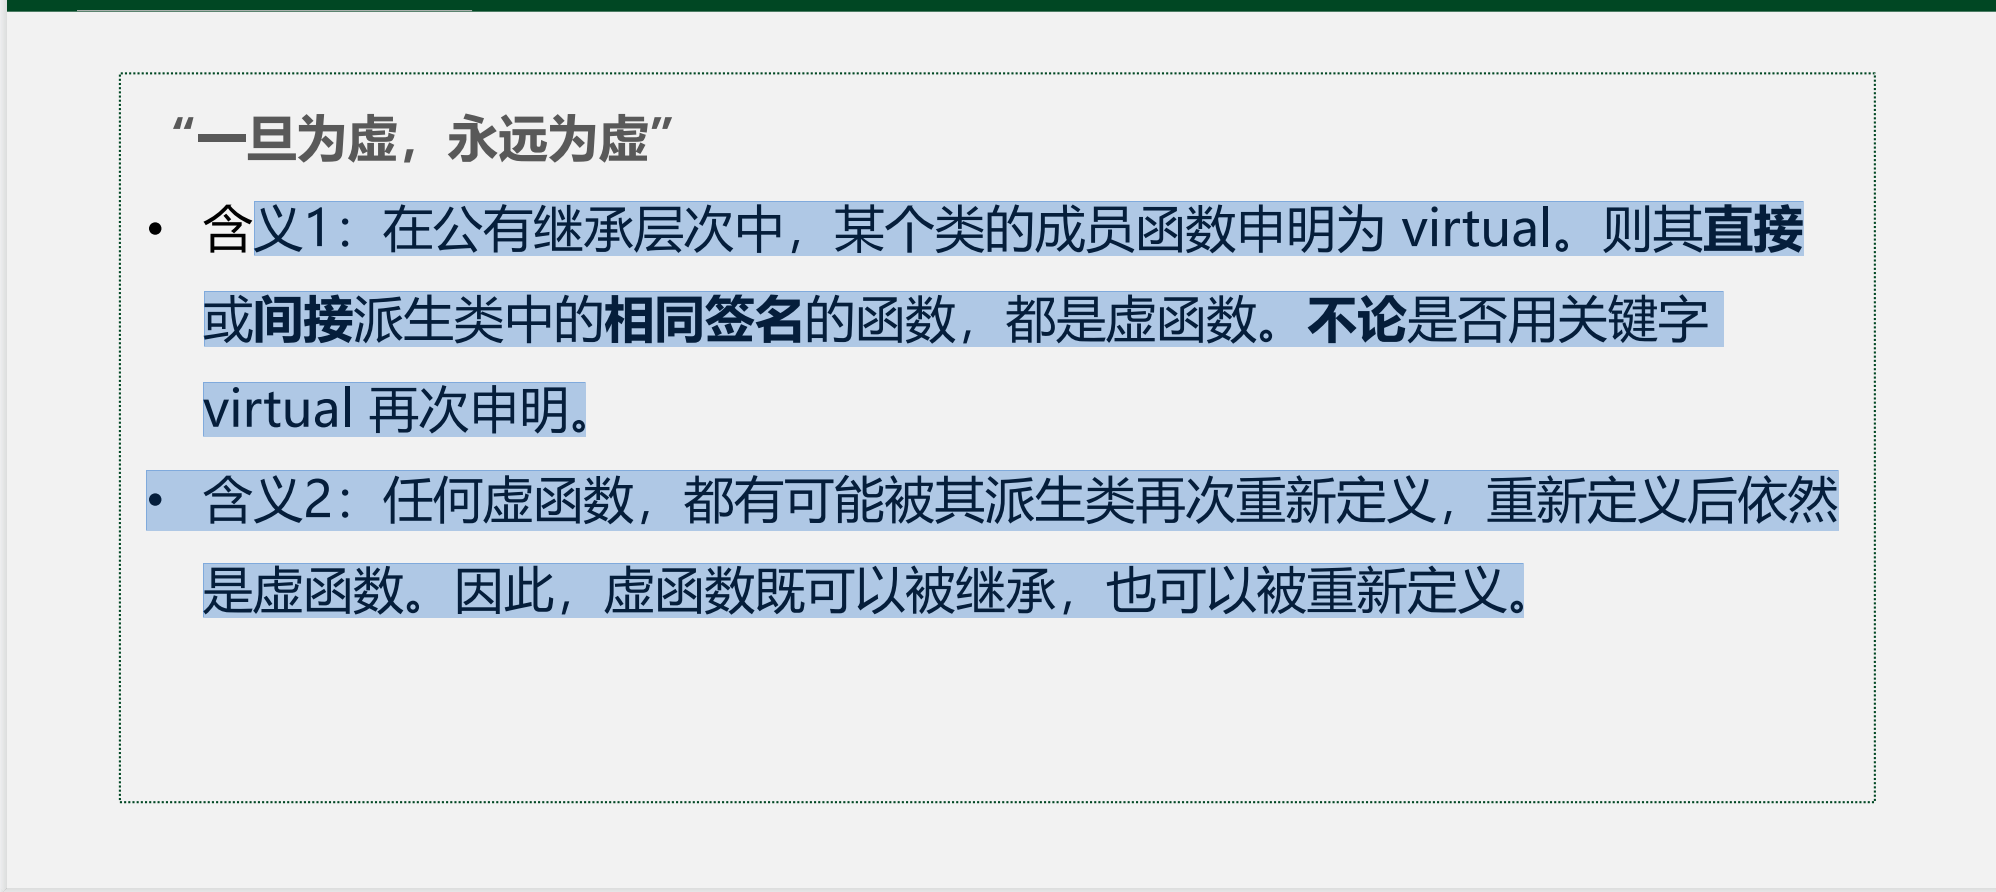 “一旦为虚，永远为虚”
• 含义1：在公有继承层次中，某个类的成员函数申明为 virtual。则其直接
或间接派生类中的相同签名的函数，都是虚函数。不论是否用关键字
virtual 再次申明。
• 含义2：任何虚函数，都有可能被其派生类再次重新定义，重新定义后依然
是虚函数。因此，虚函数既可以被继承，也可以被重新定义。